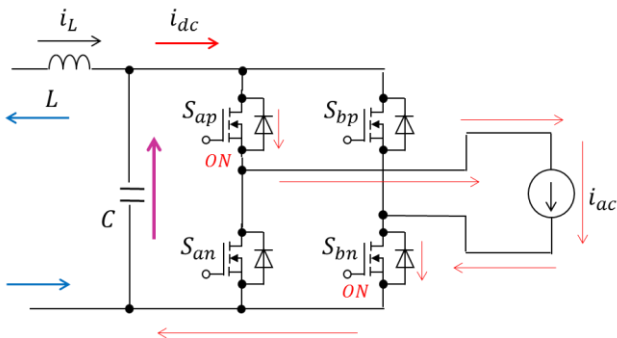 i_L
i_dc
L
S_ap
S_bp
ON
i_ac
C
S_an
S_bn
ON